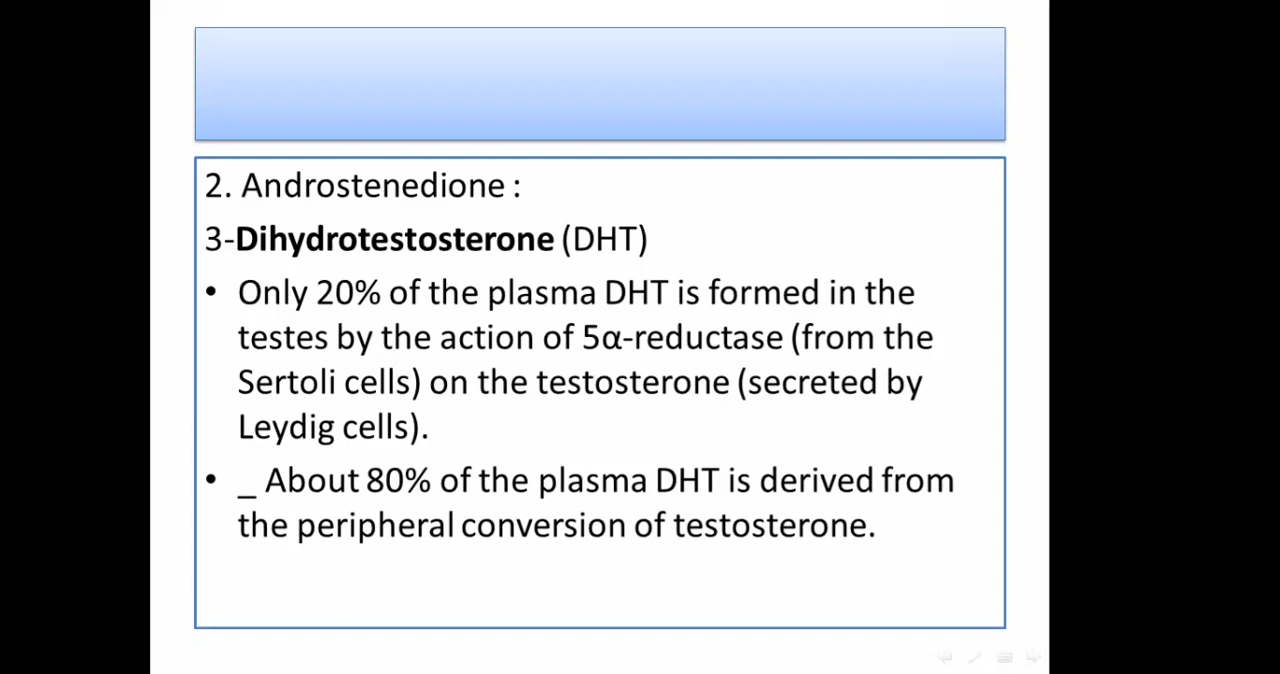 2. Androstenedione :
3-Dihydrotestosterone (DHT)
• Only 20% of the plasma DHT is formed in the
testes by the action of 5α-reductase (from the
Sertoli cells) on the testosterone (secreted by
Leydig cells).
• _ About 80% of the plasma DHT is derived from
the peripheral conversion of testosterone.